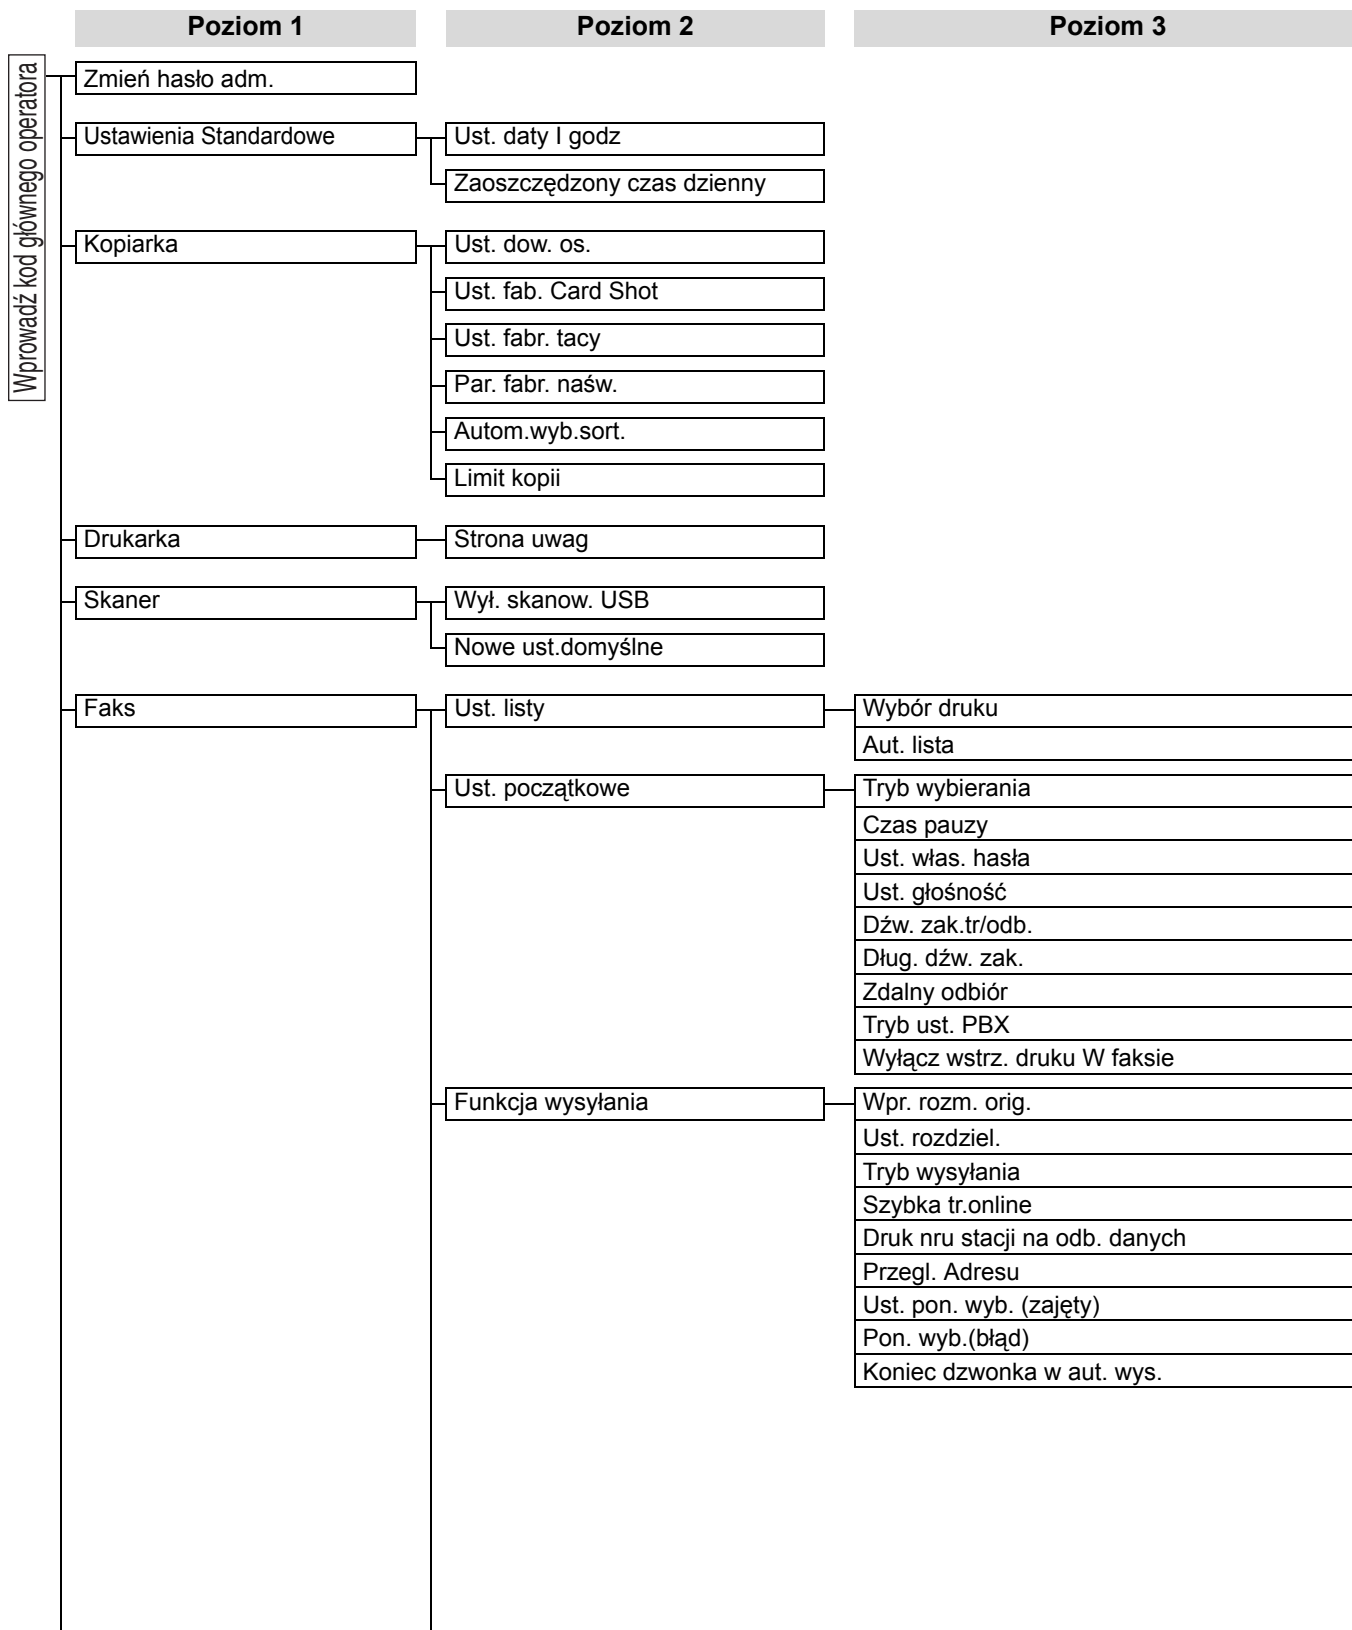 Poziom 1
Poziom 2
Poziom 3
Wprowadź kod głównego operatora
Zmień hasło adm.
Ustawienia Standardowe
Ust. daty I godz
Zaoszczędzony czas dzienny
Kopiarka
Ust. dow. os.
Ust. fab. Card Shot
Ust. fabr. tacy
Par. fabr. naśw.
Autom.wyb.sort.
Limit kopii
Drukarka
Strona uwag
Skaner
Wył. skanow. USB
Nowe ust.domyślne
Faks
Ust. listy
Wybór druku
Aut. lista
Ust. początkowe
Tryb wybierania
Czas pauzy
Ust. włas. hasła
Ust. głośność
Dźw. zak.tr/odb.
Dług. dźw. zak.
Zdalny odbiór
Tryb ust. PBX
Wyłącz wstrz. druku W faksie
Funkcja wysyłania
Wpr. rozm. orig.
Ust. rozdziel.
Tryb wysyłania
Szybka tr.online
Druk nru stacji na odb. danych
Przegl. Adresu
Ust. pon. wyb. (zajęty)
Pon. wyb.(błąd)
Koniec dzwonka w aut. wys.